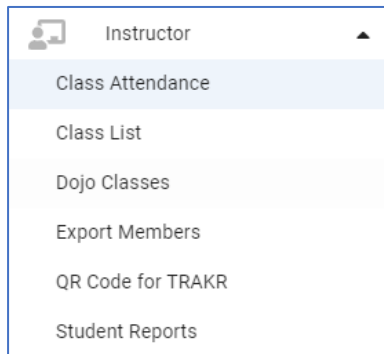 Instructor
Class Attendance
Class List
Dojo Classes
Export Members
QR Code for TRAKR
Student Reports